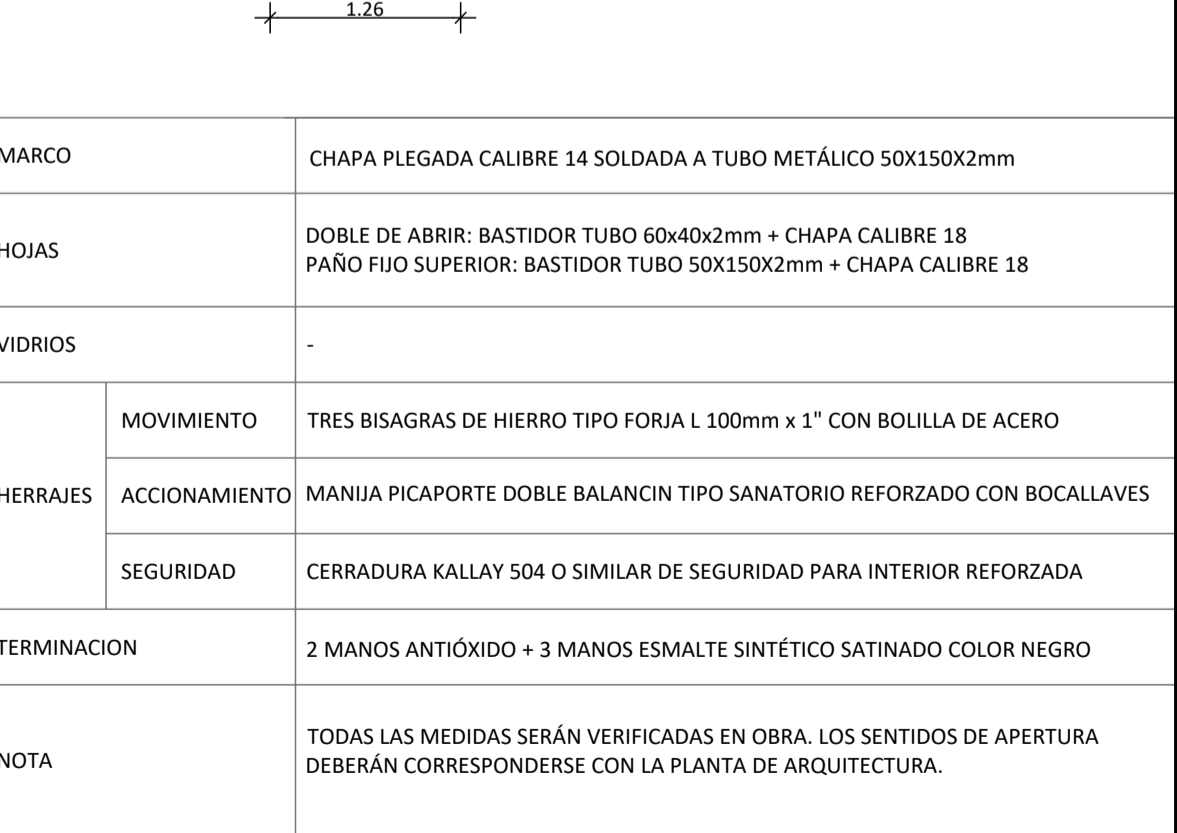 1.26
MARCO
CHAPA PLEGADA CALIBRE 14 SOLDADA A TUBO METÁLICO 50X150X2mm
HOJAS
DOBLE DE ABRIR: BASTIDOR TUBO 60x40x2mm + CHAPA CALIBRE 18
PAÑO FIJO SUPERIOR: BASTIDOR TUBO 50X150X2mm + CHAPA CALIBRE 18
VIDRIOS
-
HERRAJES
MOVIMIENTO
TRES BISAGRAS DE HIERRO TIPO FORJA L 100mm x 1" CON BOLILLA DE ACERO
ACCIONAMIENTO
MANIJA PICAPORTE DOBLE BALANCIN TIPO SANATORIO REFORZADO CON BOCALLAVES
SEGURIDAD
CERRADURA KALLAY 504 O SIMILAR DE SEGURIDAD PARA INTERIOR REFORZADA
TERMINACION
2 MANOS ANTIÓXIDO + 3 MANOS ESMALTE SINTÉTICO SATINADO COLOR NEGRO
NOTA
TODAS LAS MEDIDAS SERÁN VERIFICADAS EN OBRA. LOS SENTIDOS DE APERTURA
DEBERÁN CORRESPONDERSE CON LA PLANTA DE ARQUITECTURA.